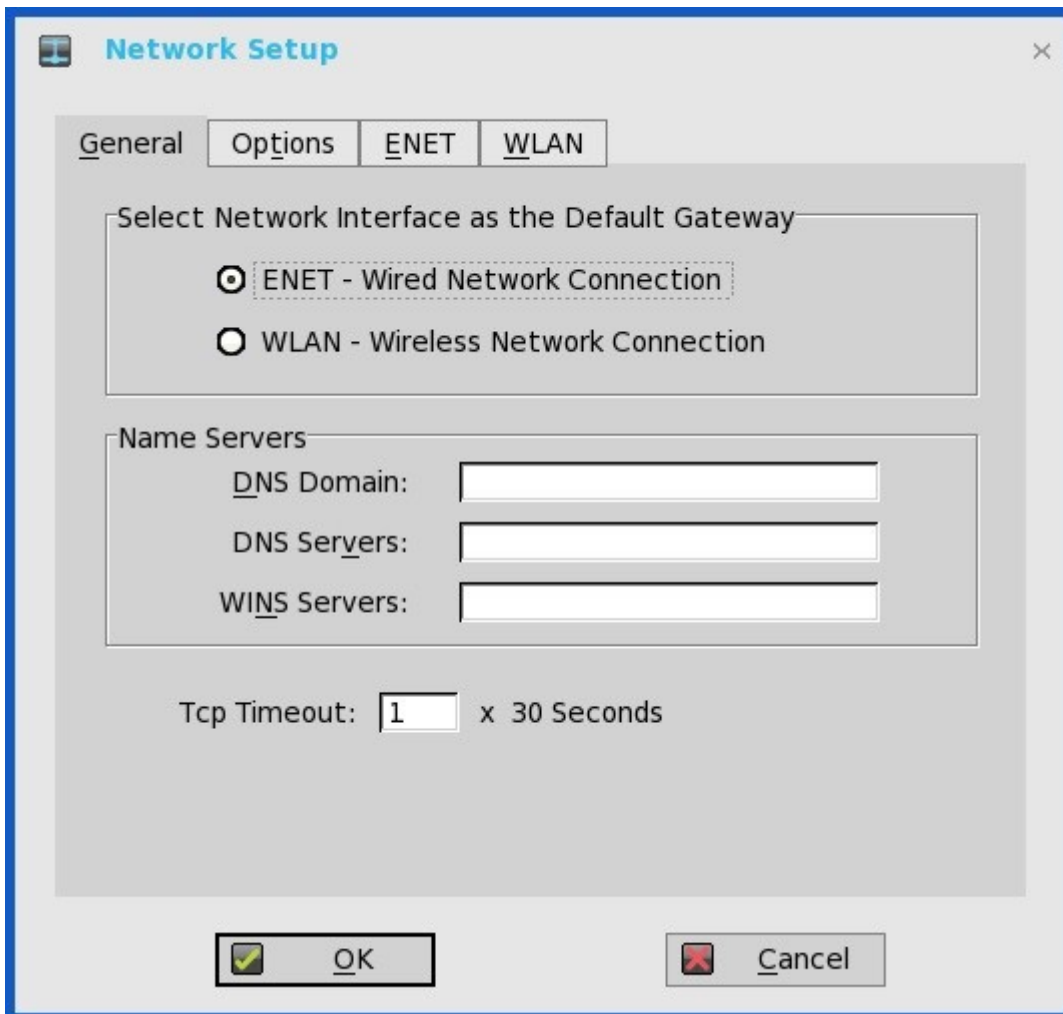 Network Setup
General Options ENET WLAN
Select Network Interface as the Default Gateway
ENET - Wired Network Connection
WLAN - Wireless Network Connection
Name Servers
DNS Domain:
DNS Servers:
WINS Servers:
Tcp Timeout: 1 x 30 Seconds
OK Cancel